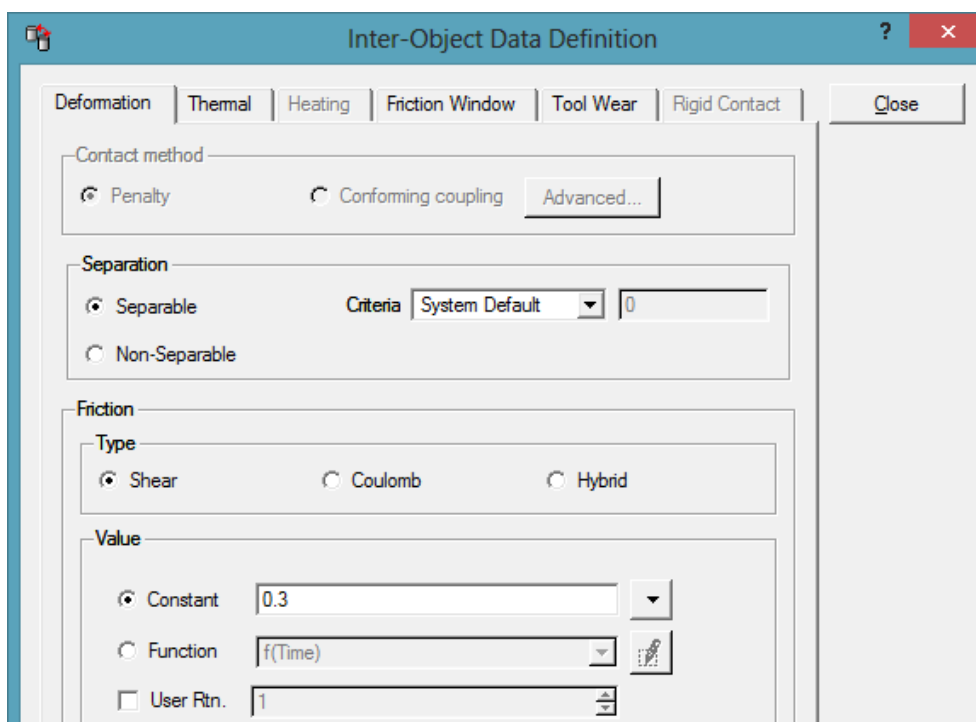 Inter-Object Data Definition ? ×
Deformation Thermal Heating Friction Window Tool Wear Rigid Contact Close
Contact method
Penalty Conforming coupling Advanced...
Separation
Separable Criteria System Default 0
Non-Separable
Friction
Type
Shear Coulomb Hybrid
Value
Constant 0.3
Function f(Time)
User Rtn. 1